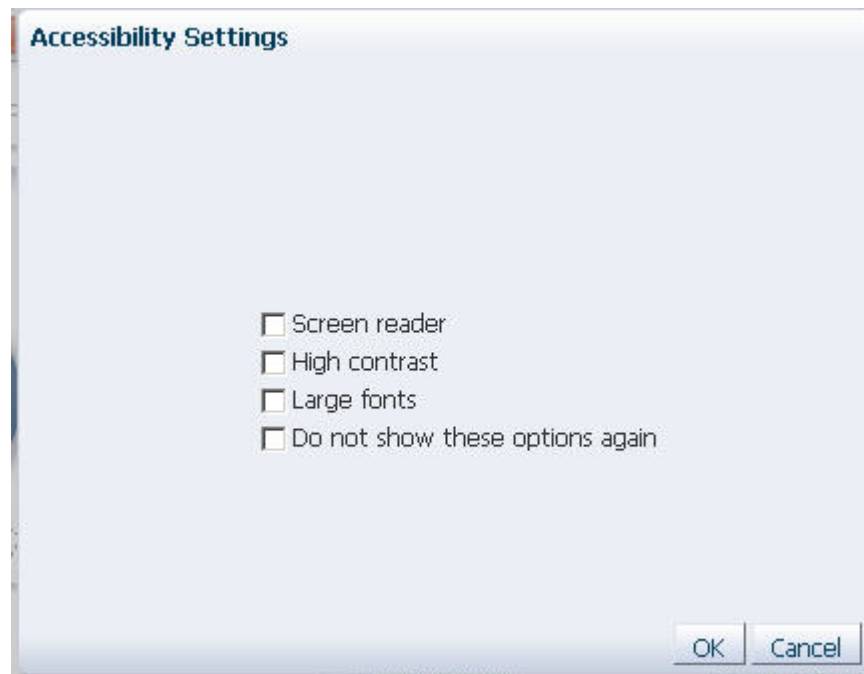 Accessibility Settings
Screen reader
High contrast
Large fonts
Do not show these options again
OK Cancel